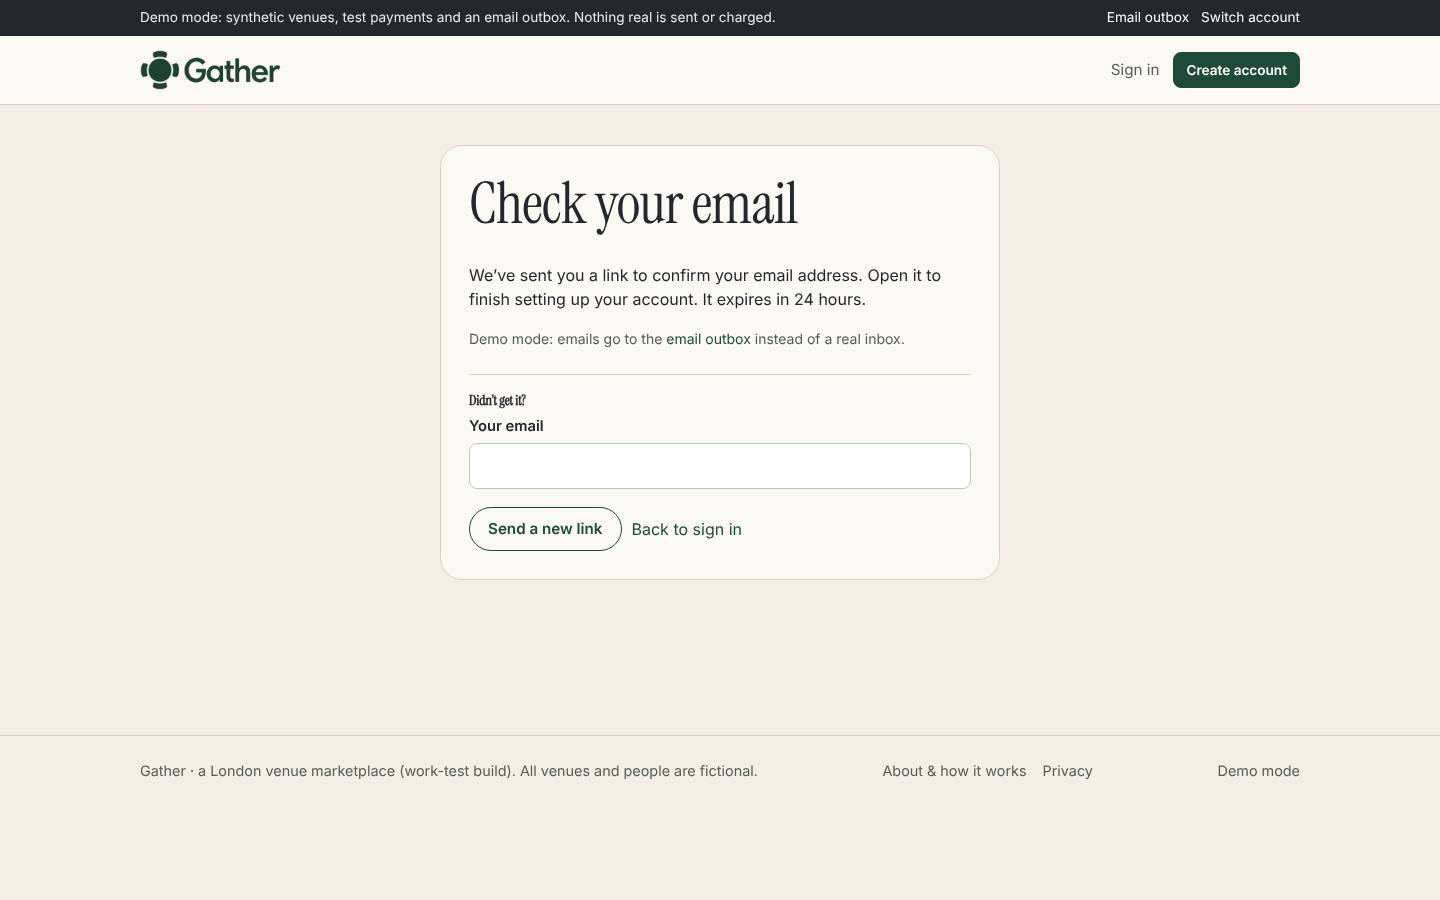 Demo mode: synthetic venues, test payments and an email outbox. Nothing real is sent or charged.
Email outbox Switch account
Gather
Sign in Create account
Check your email
We’ve sent you a link to confirm your email address. Open it to
finish setting up your account. It expires in 24 hours.
Demo mode: emails go to the email outbox instead of a real inbox.
Didn’t get it?
Your email
Send a new link Back to sign in
Gather · a London venue marketplace (work-test build). All venues and people are fictional.
About & how it works Privacy
Demo mode